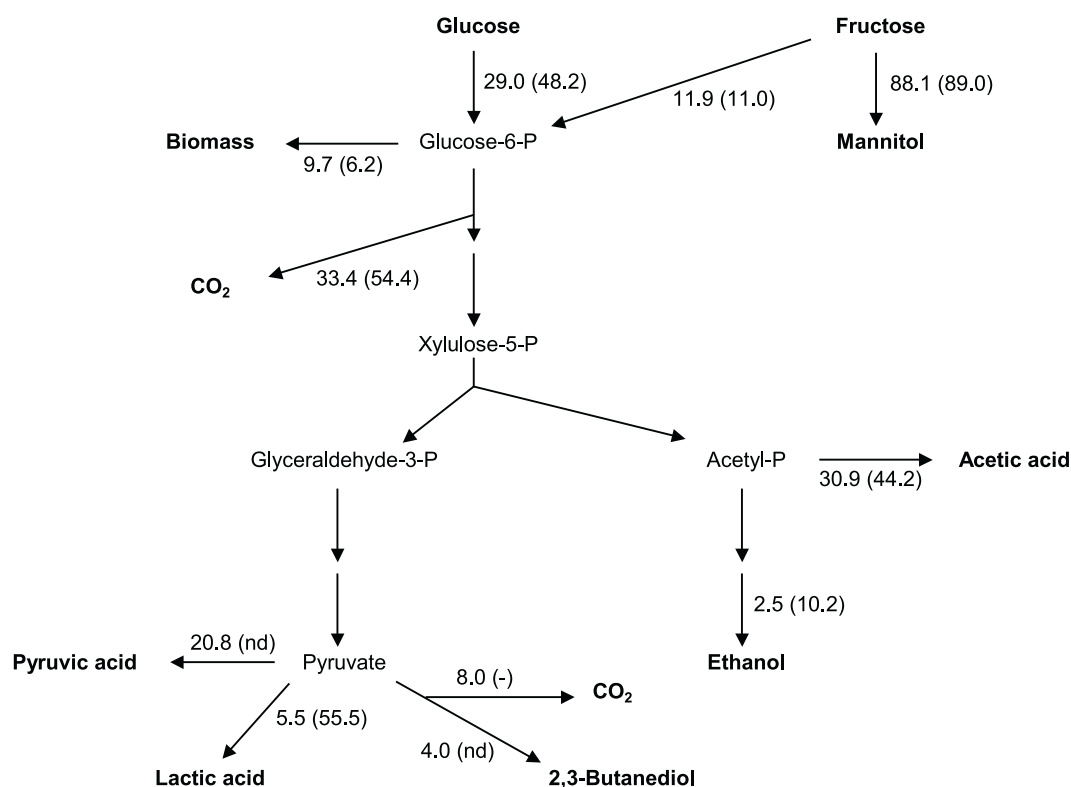 Glucose
Fructose
29.0 (48.2)
11.9 (11.0)
88.1 (89.0)
Biomass
Glucose-6-P
Mannitol
9.7 (6.2)
CO₂
33.4 (54.4)
Xylulose-5-P
Glyceraldehyde-3-P
Acetyl-P
Acetic acid
30.9 (44.2)
2.5 (10.2)
20.8 (nd)
Pyruvic acid
Pyruvate
Ethanol
8.0 (-)
CO₂
5.5 (55.5)
4.0 (nd)
Lactic acid
2,3-Butanediol